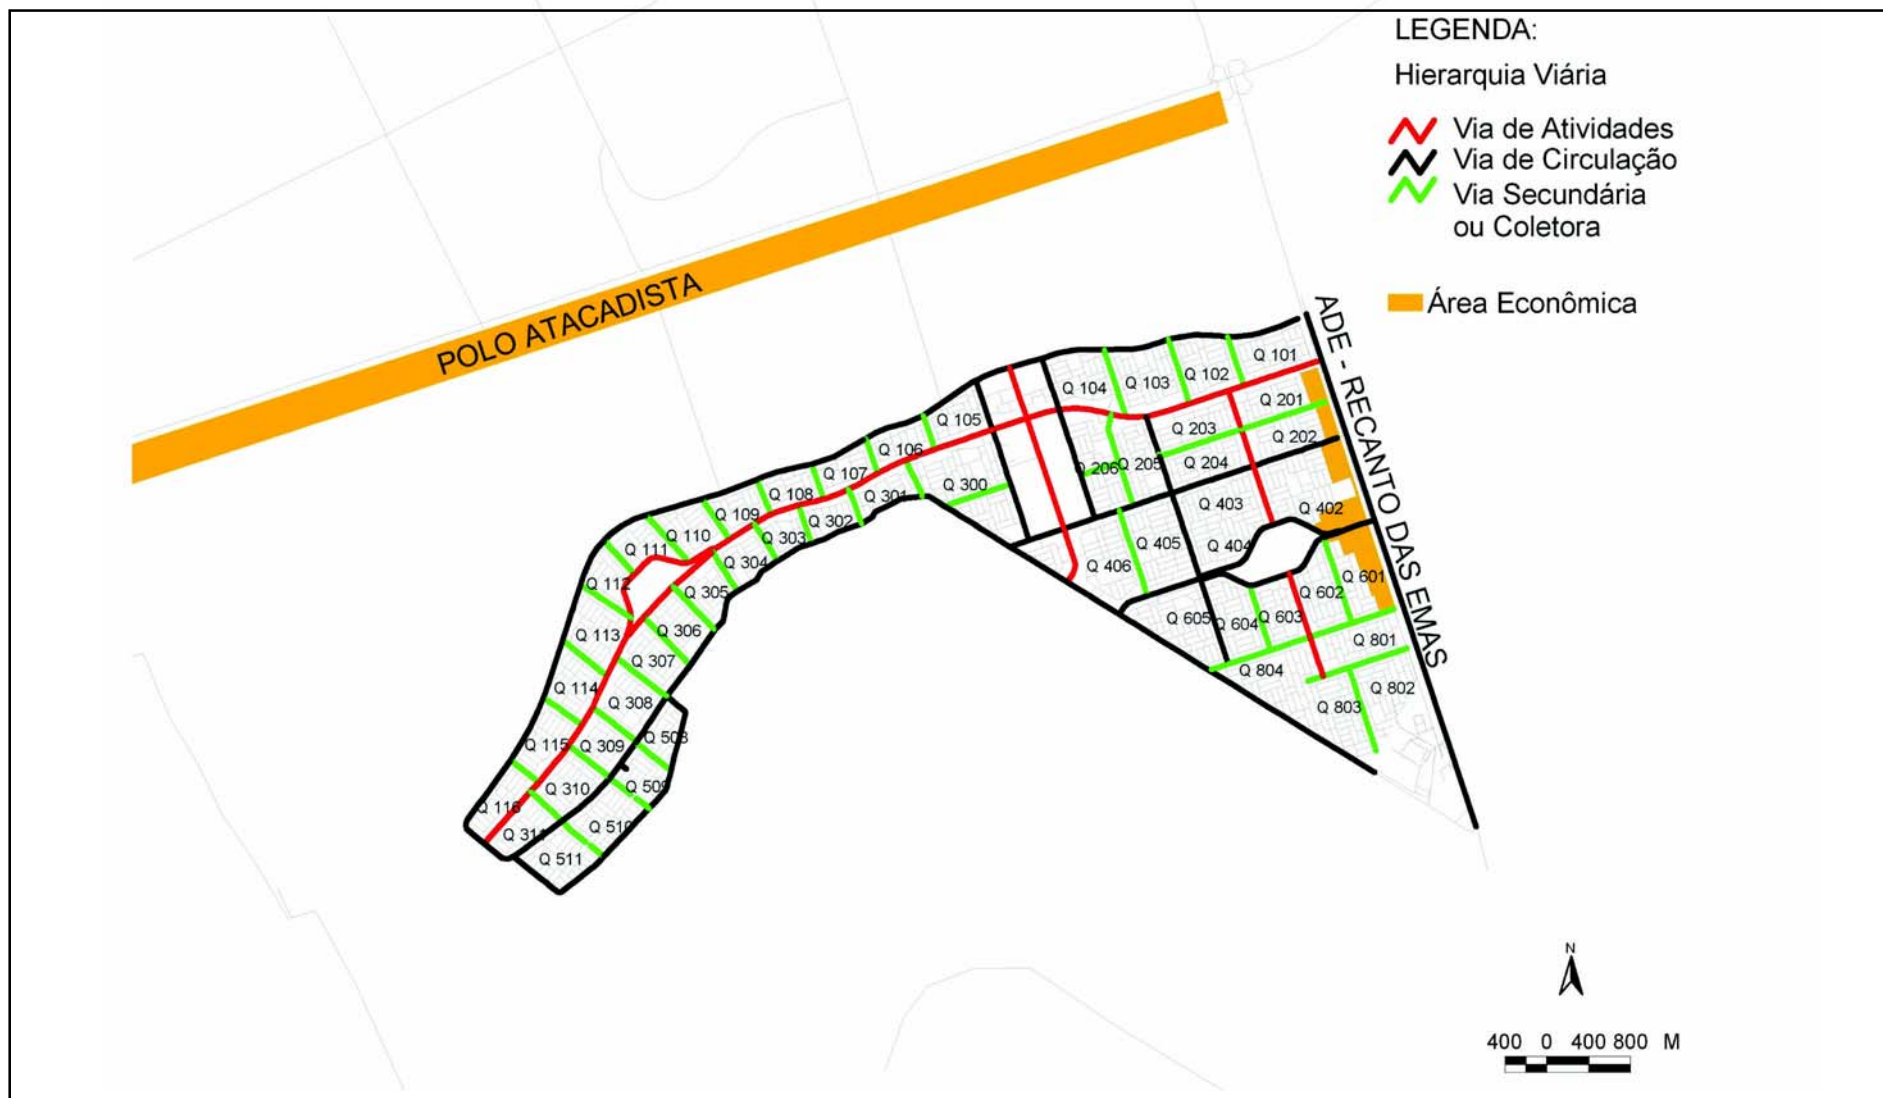 LEGENDA:
Hierarquia Viária
Via de Atividades
Via de Circulação
Via Secundária
ou Coletora
Área Econômica
POLO ATACADISTA
ADE - RECANTO DAS EMAS
Q 101
Q 102
Q 103
Q 104
Q 105
Q 106
Q 107
Q 108
Q 109
Q 110
Q 111
Q 112
Q 113
Q 114
Q 115
Q 116
Q 201
Q 202
Q 203
Q 204
Q 205
Q 206
Q 300
Q 301
Q 302
Q 303
Q 304
Q 305
Q 306
Q 307
Q 308
Q 309
Q 310
Q 311
Q 402
Q 403
Q 404
Q 405
Q 406
Q 508
Q 509
Q 510
Q 511
Q 601
Q 602
Q 603
Q 604
Q 605
Q 801
Q 802
Q 803
Q 804
N
400 0 400 800 M